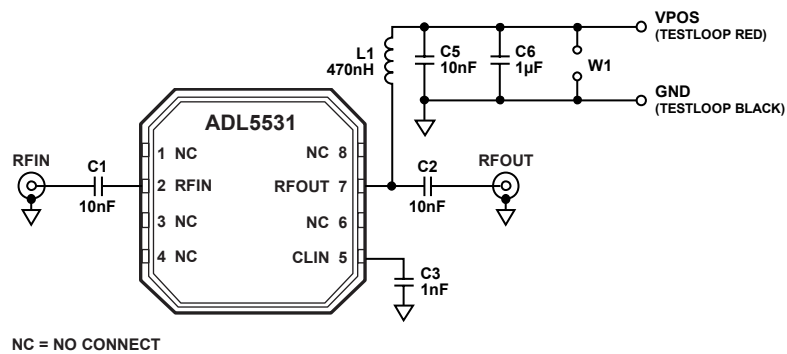 VPOS
(TESTLOOP RED)
L1
470nH
C5
10nF
C6
1µF
W1
GND
(TESTLOOP BLACK)
ADL5531
RFIN
C1
10nF
1 NC
2 RFIN
3 NC
4 NC
NC 8
RFOUT 7
NC 6
CLIN 5
C2
10nF
RFOUT
C3
1nF
NC = NO CONNECT